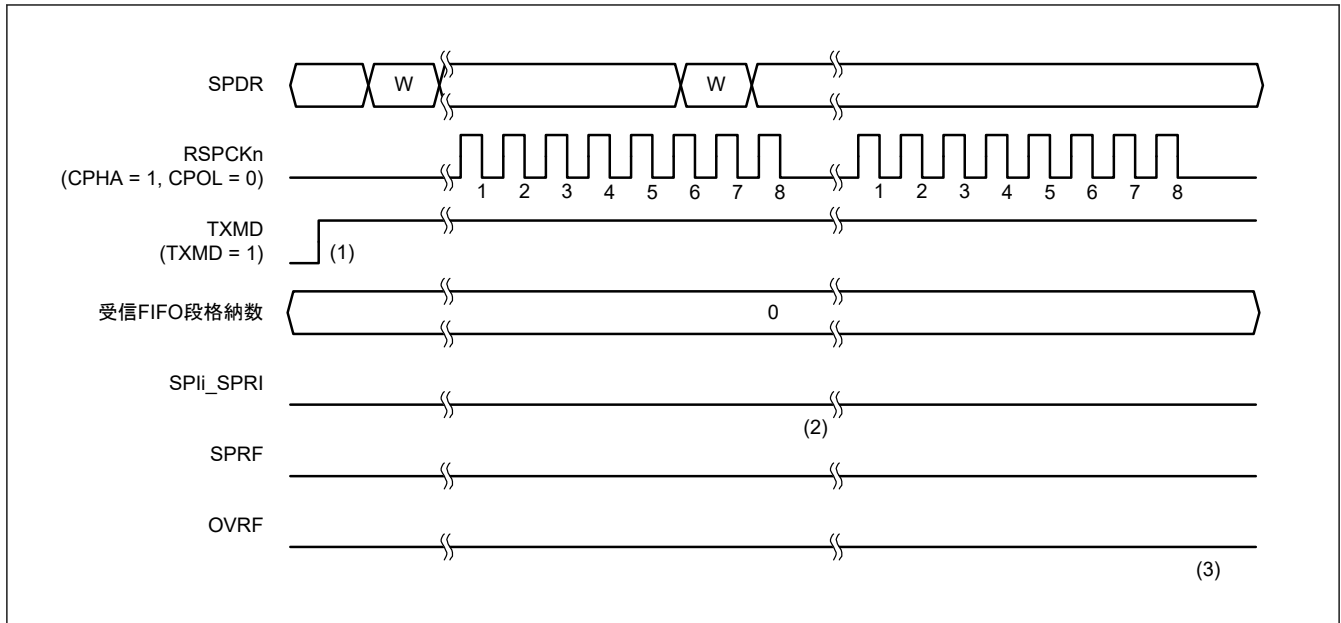 SPDR
W
W
RSPCKn
(CPHA = 1, CPOL = 0)
1 2 3 4 5 6 7 8
1 2 3 4 5 6 7 8
TXMD
(TXMD = 1)
(1)
受信FIFO段格納数
0
SPIi_SPRI
(2)
SPRF
OVRF
(3)